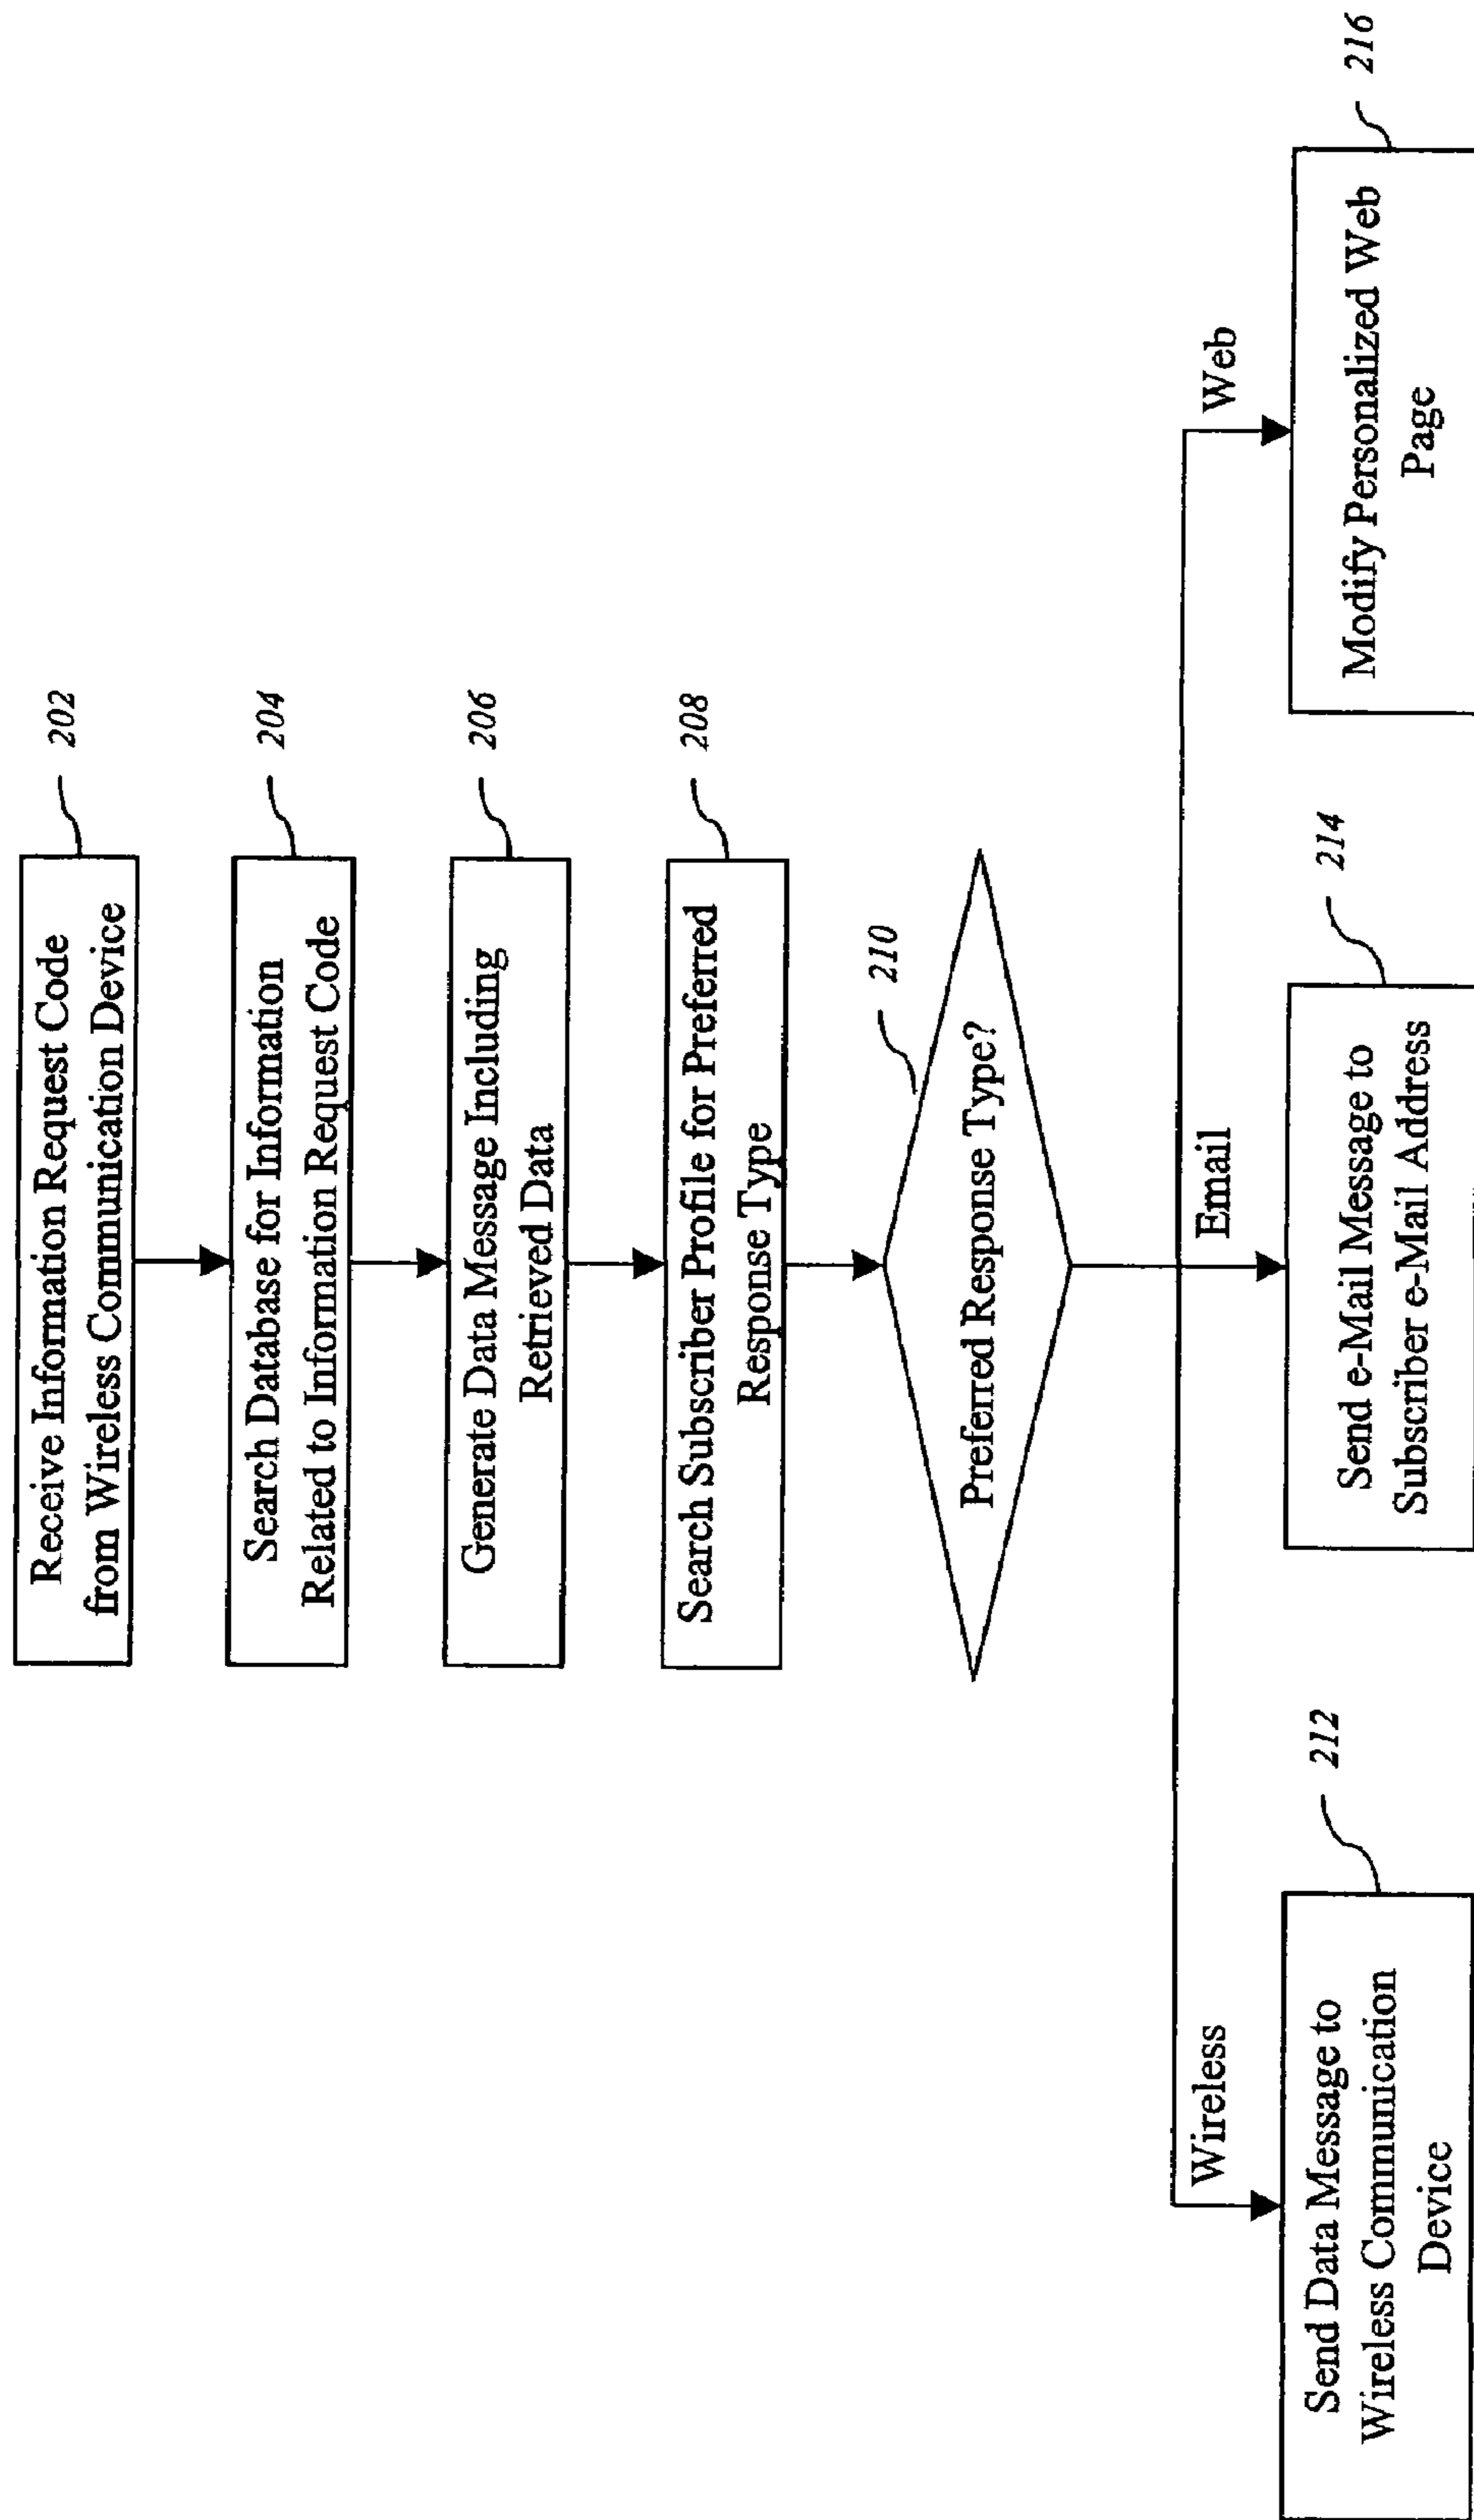 Receive Information Request Code
from Wireless Communication Device
202
Search Database for Information
Related to Information Request Code
204
Generate Data Message Including
Retrieved Data
206
Search Subscriber Profile for Preferred
Response Type
208
210
Preferred Response Type?
Wireless
Email
Web
212
Send Data Message to
Wireless Communication
Device
214
Send e-Mail Message to
Subscriber e-Mail Address
216
Modify Personalized Web
Page